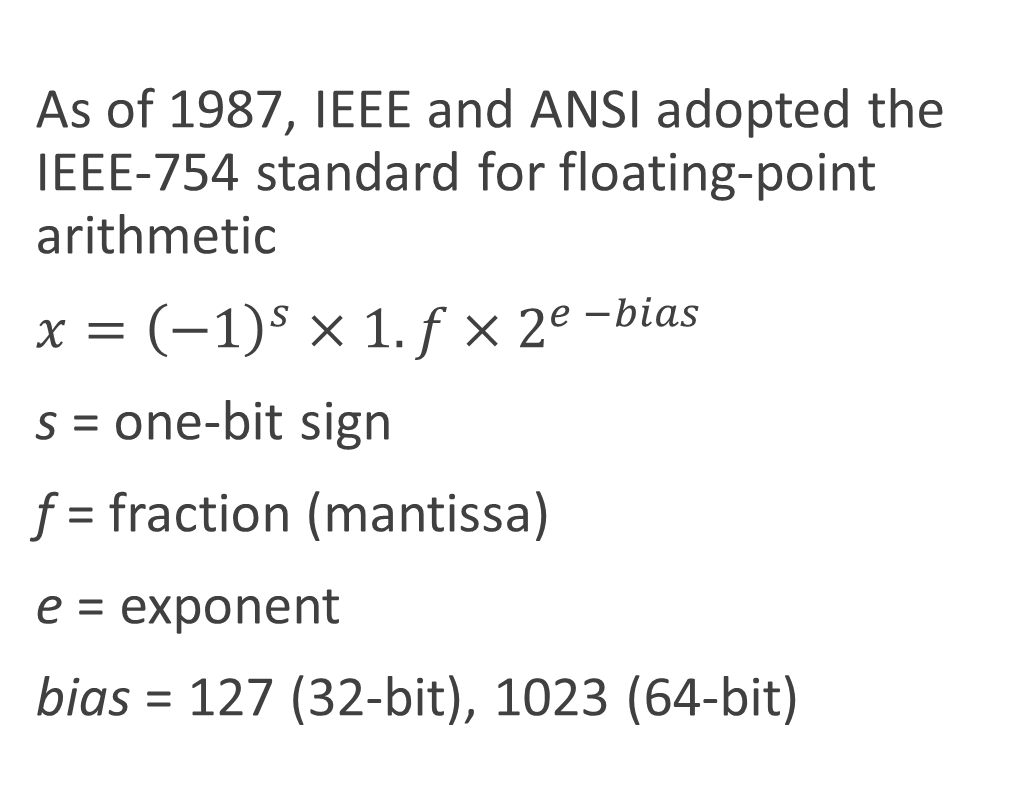 As of 1987, IEEE and ANSI adopted the
IEEE-754 standard for floating-point
arithmetic
𝑥 = (−1)ˢ × 1. 𝑓 × 2^{𝑒 −𝑏𝑖𝑎𝑠}
s = one-bit sign
f = fraction (mantissa)
e = exponent
bias = 127 (32-bit), 1023 (64-bit)